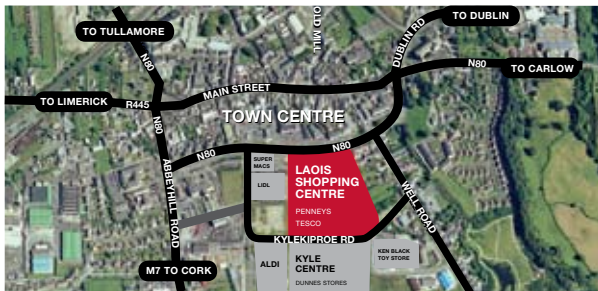 TO TULLAMORE
OLD MILL
DUBLIN RD
TO DUBLIN
N80
N80
TO CARLOW
TO LIMERICK
R445
MAIN STREET
N80
TOWN CENTRE
N80
N80
ABBEYHILL ROAD
SUPER
MACS
LIDL
LAOIS
SHOPPING
CENTRE
PENNEYS
TESCO
WELL ROAD
KYLEKIPROE RD
ALDI
KYLE
CENTRE
DUNNES STORES
KEN BLACK
TOY STORE
M7 TO CORK